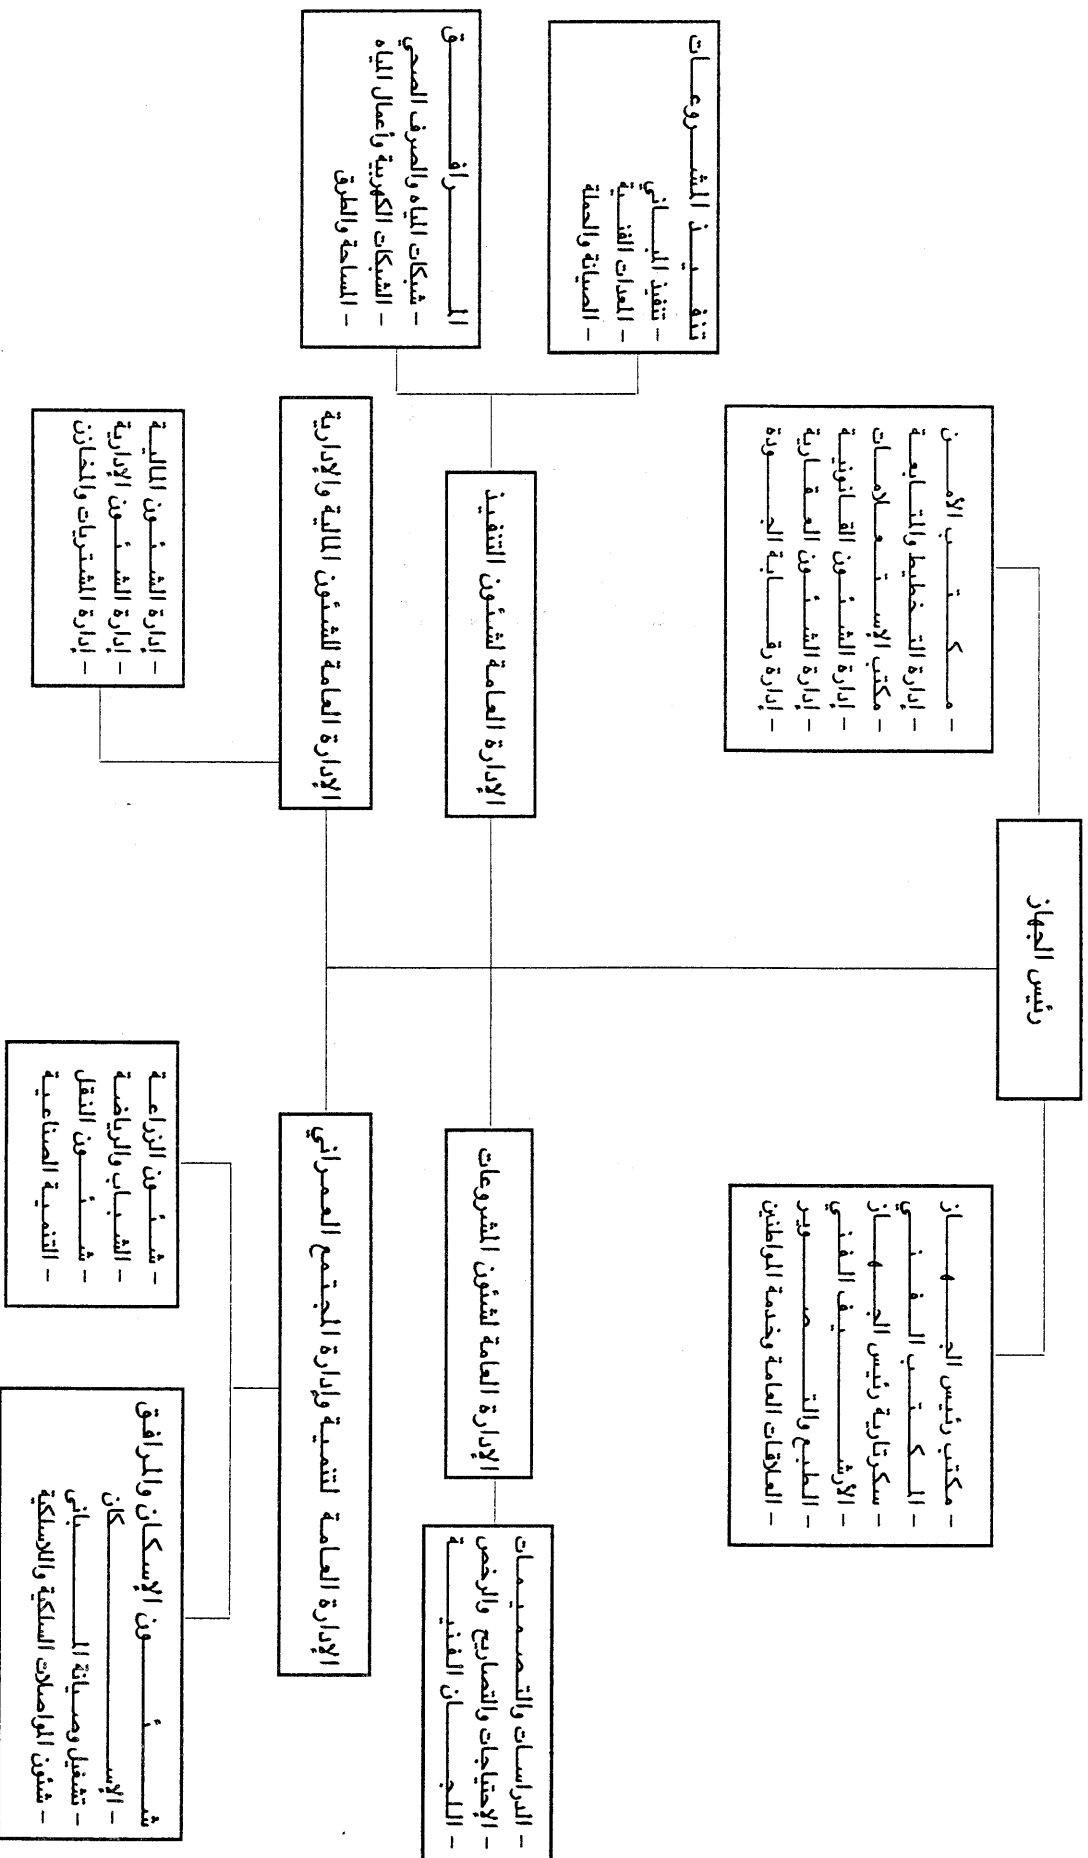 رئيس الجهاز
- مكتب رئيس الجهاز
- المكتب الفني
- سكرتارية رئيس الجهاز
- الأرشيف الفني
- الطبع والتصوير
- العلاقات العامة وخدمة المواطنين
- مكتب الأمن
- إدارة التخطيط والمتابعة
- مكتب الإستعلامات
- إدارة الشئون القانونية
- إدارة الشئون العقارية
- إدارة رقابة الجودة
الإدارة العامة لشئون المشروعات
- الدراسات والتصميمات
- الإحتياجات والتصاريح والرخص
- اللجان الفنية
الإدارة العامة لشئون التنفيذ
تنفيذ المشروعات
- تنفيذ المباني
- المعدات الفنية
- الصيانة والحملة
المرافق
- شبكات المياه والصرف الصحي
- الشبكات الكهربية وأعمال المياه
- المساحة والطرق
الإدارة العامة لتنمية وإدارة المجتمع العمراني
شئون الإسكان والمرافق
- الإسكان
- تشغيل وصيانة المبانى
- شئون المواصلات السلكية واللاسلكية
- شئون الزراعة
- الشباب والرياضة
- شئون النقل
- التنمية الصناعية
الإدارة العامة للشئون المالية والإدارية
- إدارة الشئون المالية
- إدارة الشئون الإدارية
- إدارة المشتريات والمخازن